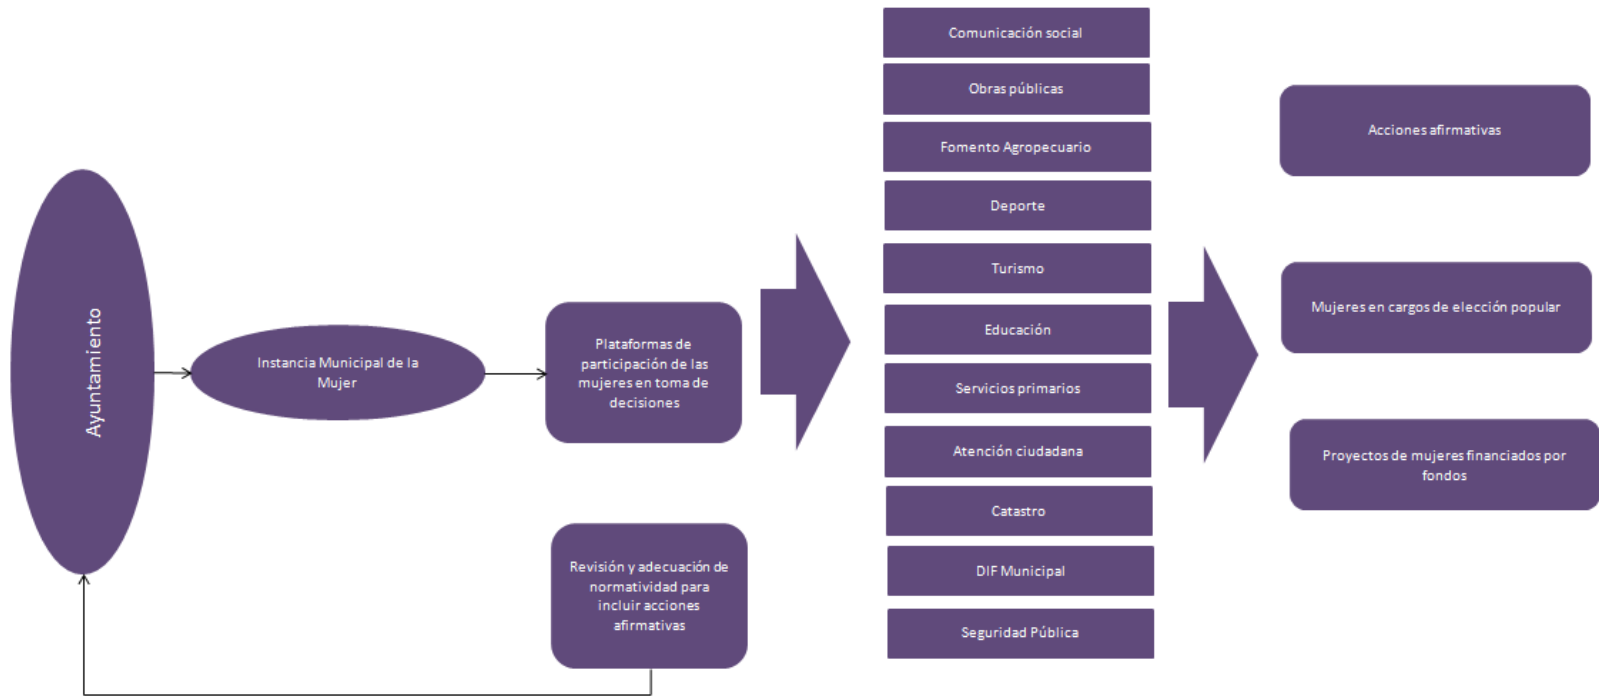 Ayuntamiento
Instancia Municipal de la
Mujer
Plataformas de
participación de las
mujeres en toma de
decisiones
Revisión y adecuación de
normatividad para
incluir acciones
afirmativas
Comunicación social
Obras públicas
Fomento Agropecuario
Deporte
Turismo
Educación
Servicios primarios
Atención ciudadana
Catastro
DIF Municipal
Seguridad Pública
Acciones afirmativas
Mujeres en cargos de elección popular
Proyectos de mujeres financiados por
fondos